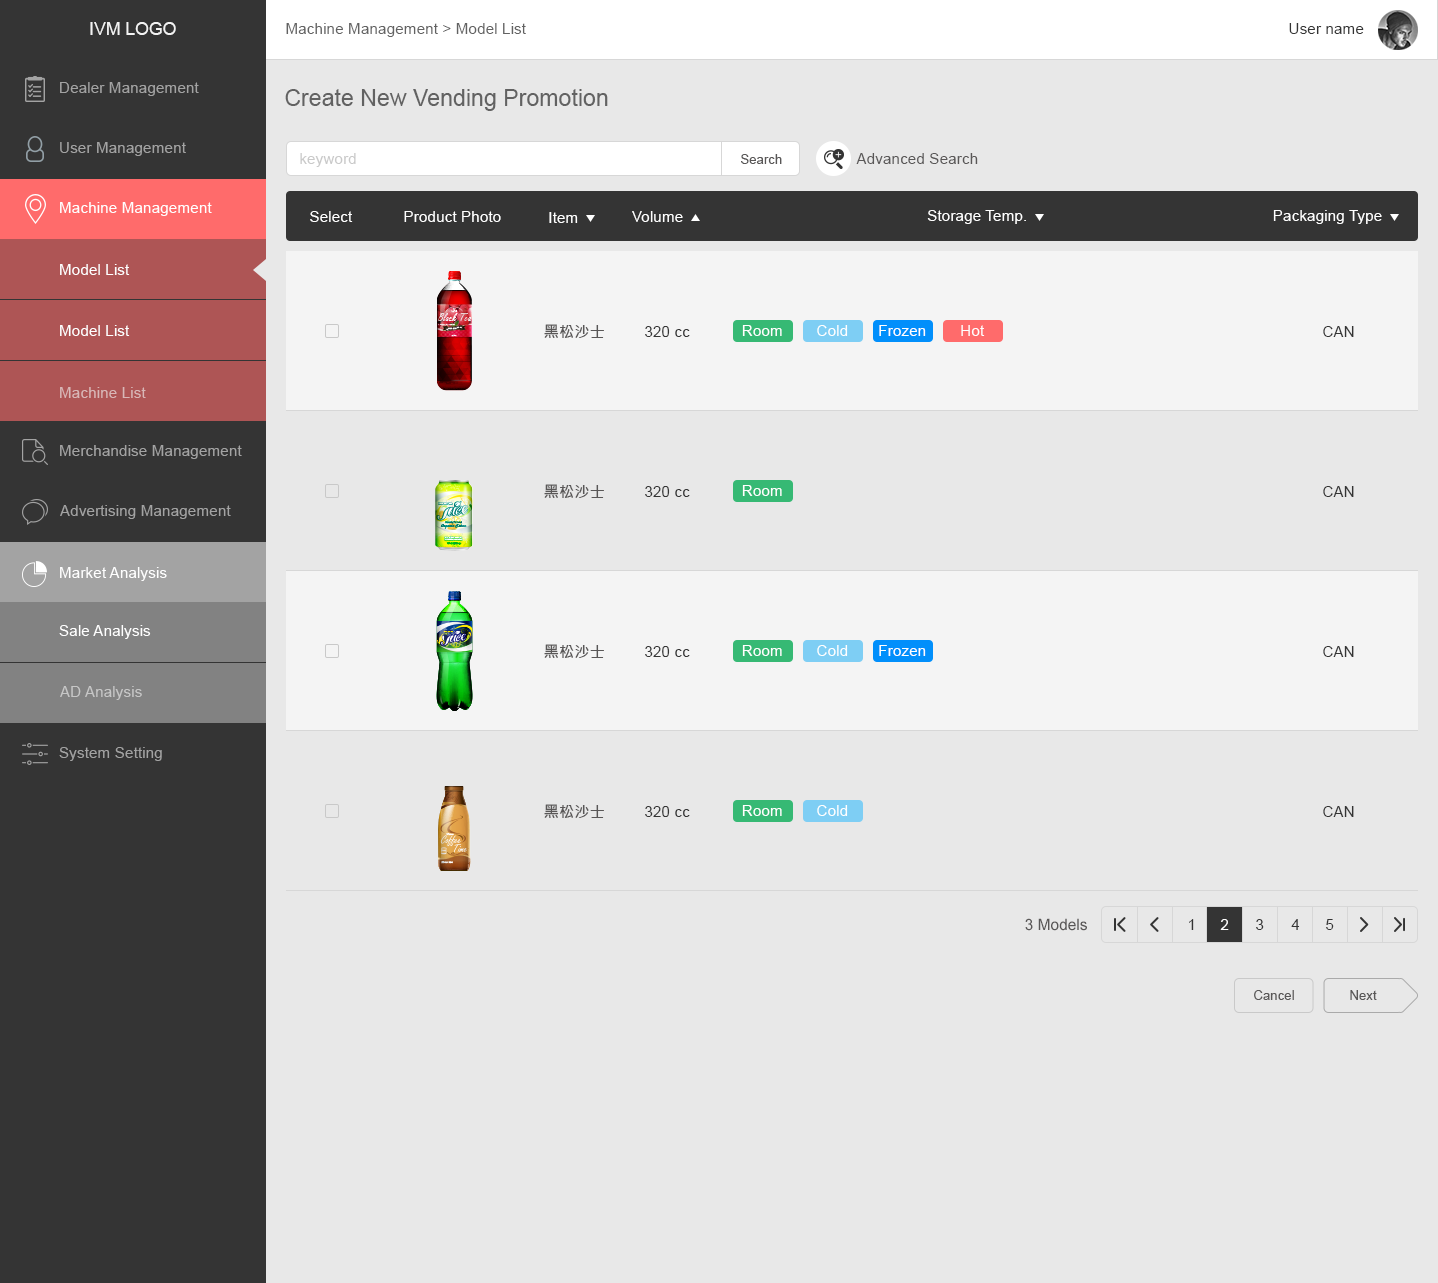 IVM LOGO
Machine Management > Model List
User name
Dealer Management
User Management
Machine Management
Model List
Model List
Machine List
Merchandise Management
Advertising Management
Market Analysis
Sale Analysis
AD Analysis
System Setting
Create New Vending Promotion
keyword
Search
Advanced Search
Select Product Photo Item Volume Storage Temp. Packaging Type
Black Tea
黑松沙士 320 cc Room Cold Frozen Hot CAN
黑松沙士 320 cc Room CAN
黑松沙士 320 cc Room Cold Frozen CAN
Coffee
Time
黑松沙士 320 cc Room Cold CAN
3 Models 1 2 3 4 5
Cancel
Next